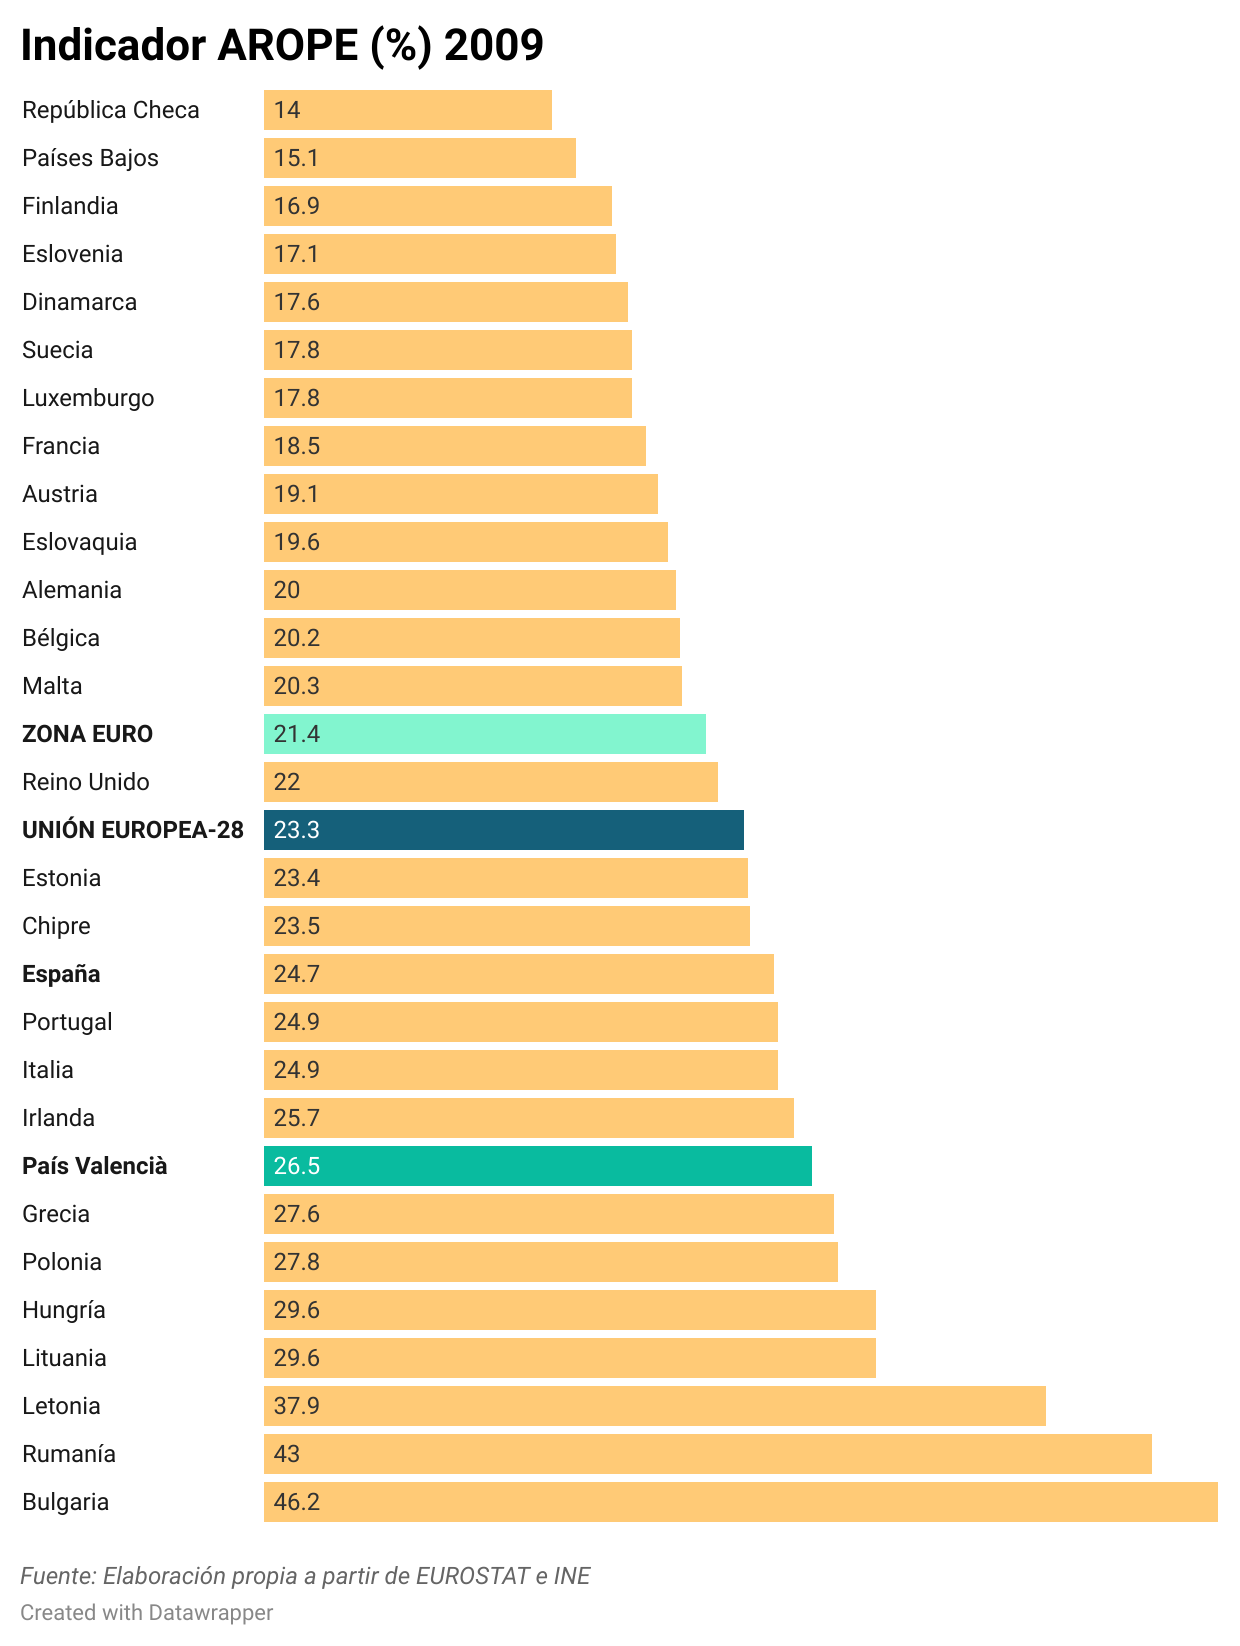 Indicador AROPE (%) 2009
República Checa 14
Países Bajos 15.1
Finlandia 16.9
Eslovenia 17.1
Dinamarca 17.6
Suecia 17.8
Luxemburgo 17.8
Francia 18.5
Austria 19.1
Eslovaquia 19.6
Alemania 20
Bélgica 20.2
Malta 20.3
ZONA EURO 21.4
Reino Unido 22
UNIÓN EUROPEA-28 23.3
Estonia 23.4
Chipre 23.5
España 24.7
Portugal 24.9
Italia 24.9
Irlanda 25.7
País Valencià 26.5
Grecia 27.6
Polonia 27.8
Hungría 29.6
Lituania 29.6
Letonia 37.9
Rumanía 43
Bulgaria 46.2
Fuente: Elaboración propia a partir de EUROSTAT e INE
Created with Datawrapper